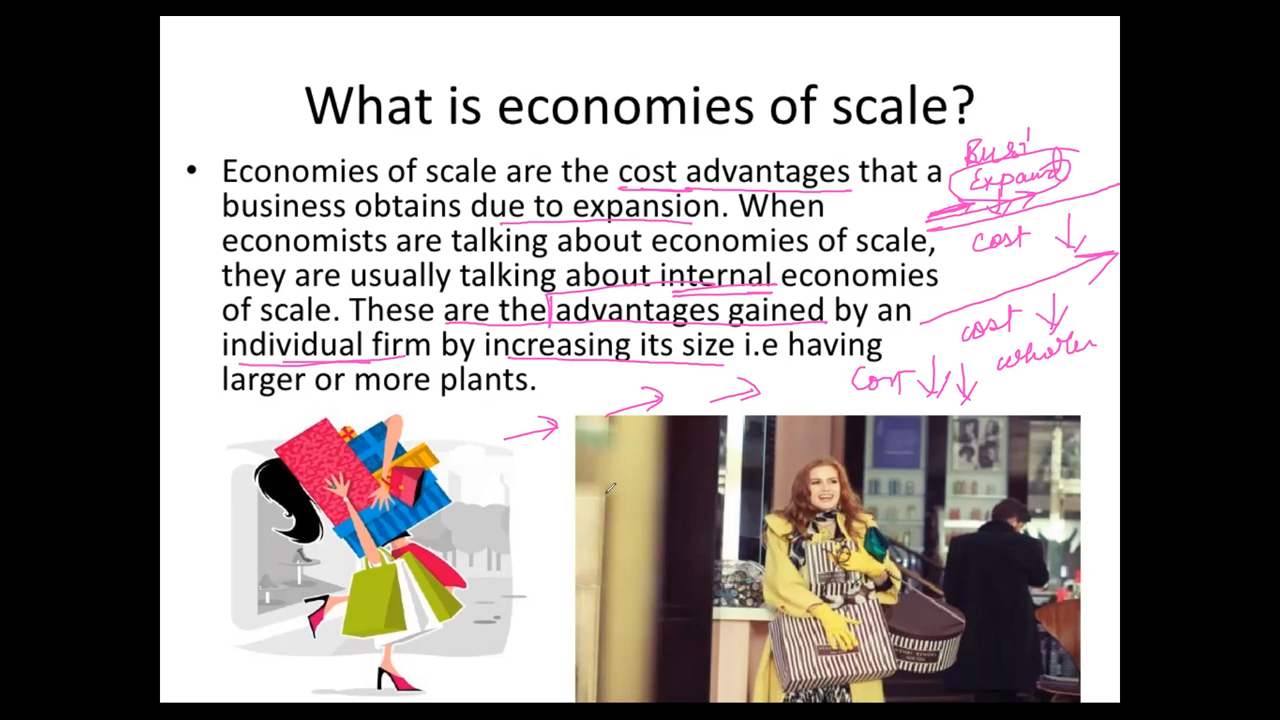 What is economies of scale?
• Economies of scale are the cost advantages that a
business obtains due to expansion. When
economists are talking about economies of scale,
they are usually talking about internal economies
of scale. These are the advantages gained by an
individual firm by increasing its size i.e having
larger or more plants.
Busi
Expand
cost ↓
cost ↓
cost ↓↓